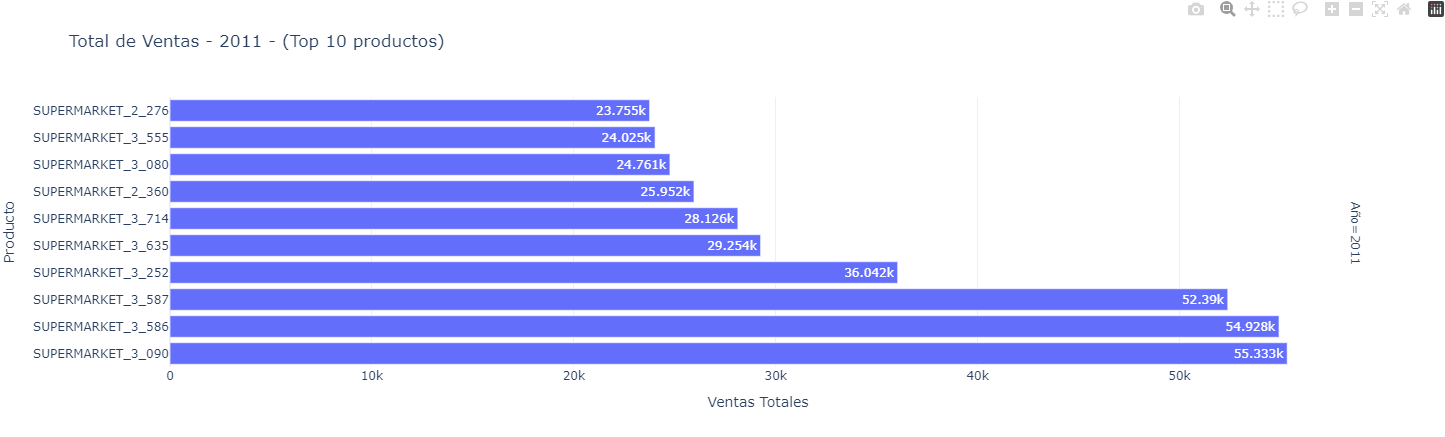 Total de Ventas - 2011 - (Top 10 productos)
Producto
SUPERMARKET_2_276 23.755k
SUPERMARKET_3_555 24.025k
SUPERMARKET_3_080 24.761k
SUPERMARKET_2_360 25.952k
SUPERMARKET_3_714 28.126k
SUPERMARKET_3_635 29.254k
SUPERMARKET_3_252 36.042k
SUPERMARKET_3_587 52.39k
SUPERMARKET_3_586 54.928k
SUPERMARKET_3_090 55.333k
Año=2011
0 10k 20k 30k 40k 50k
Ventas Totales